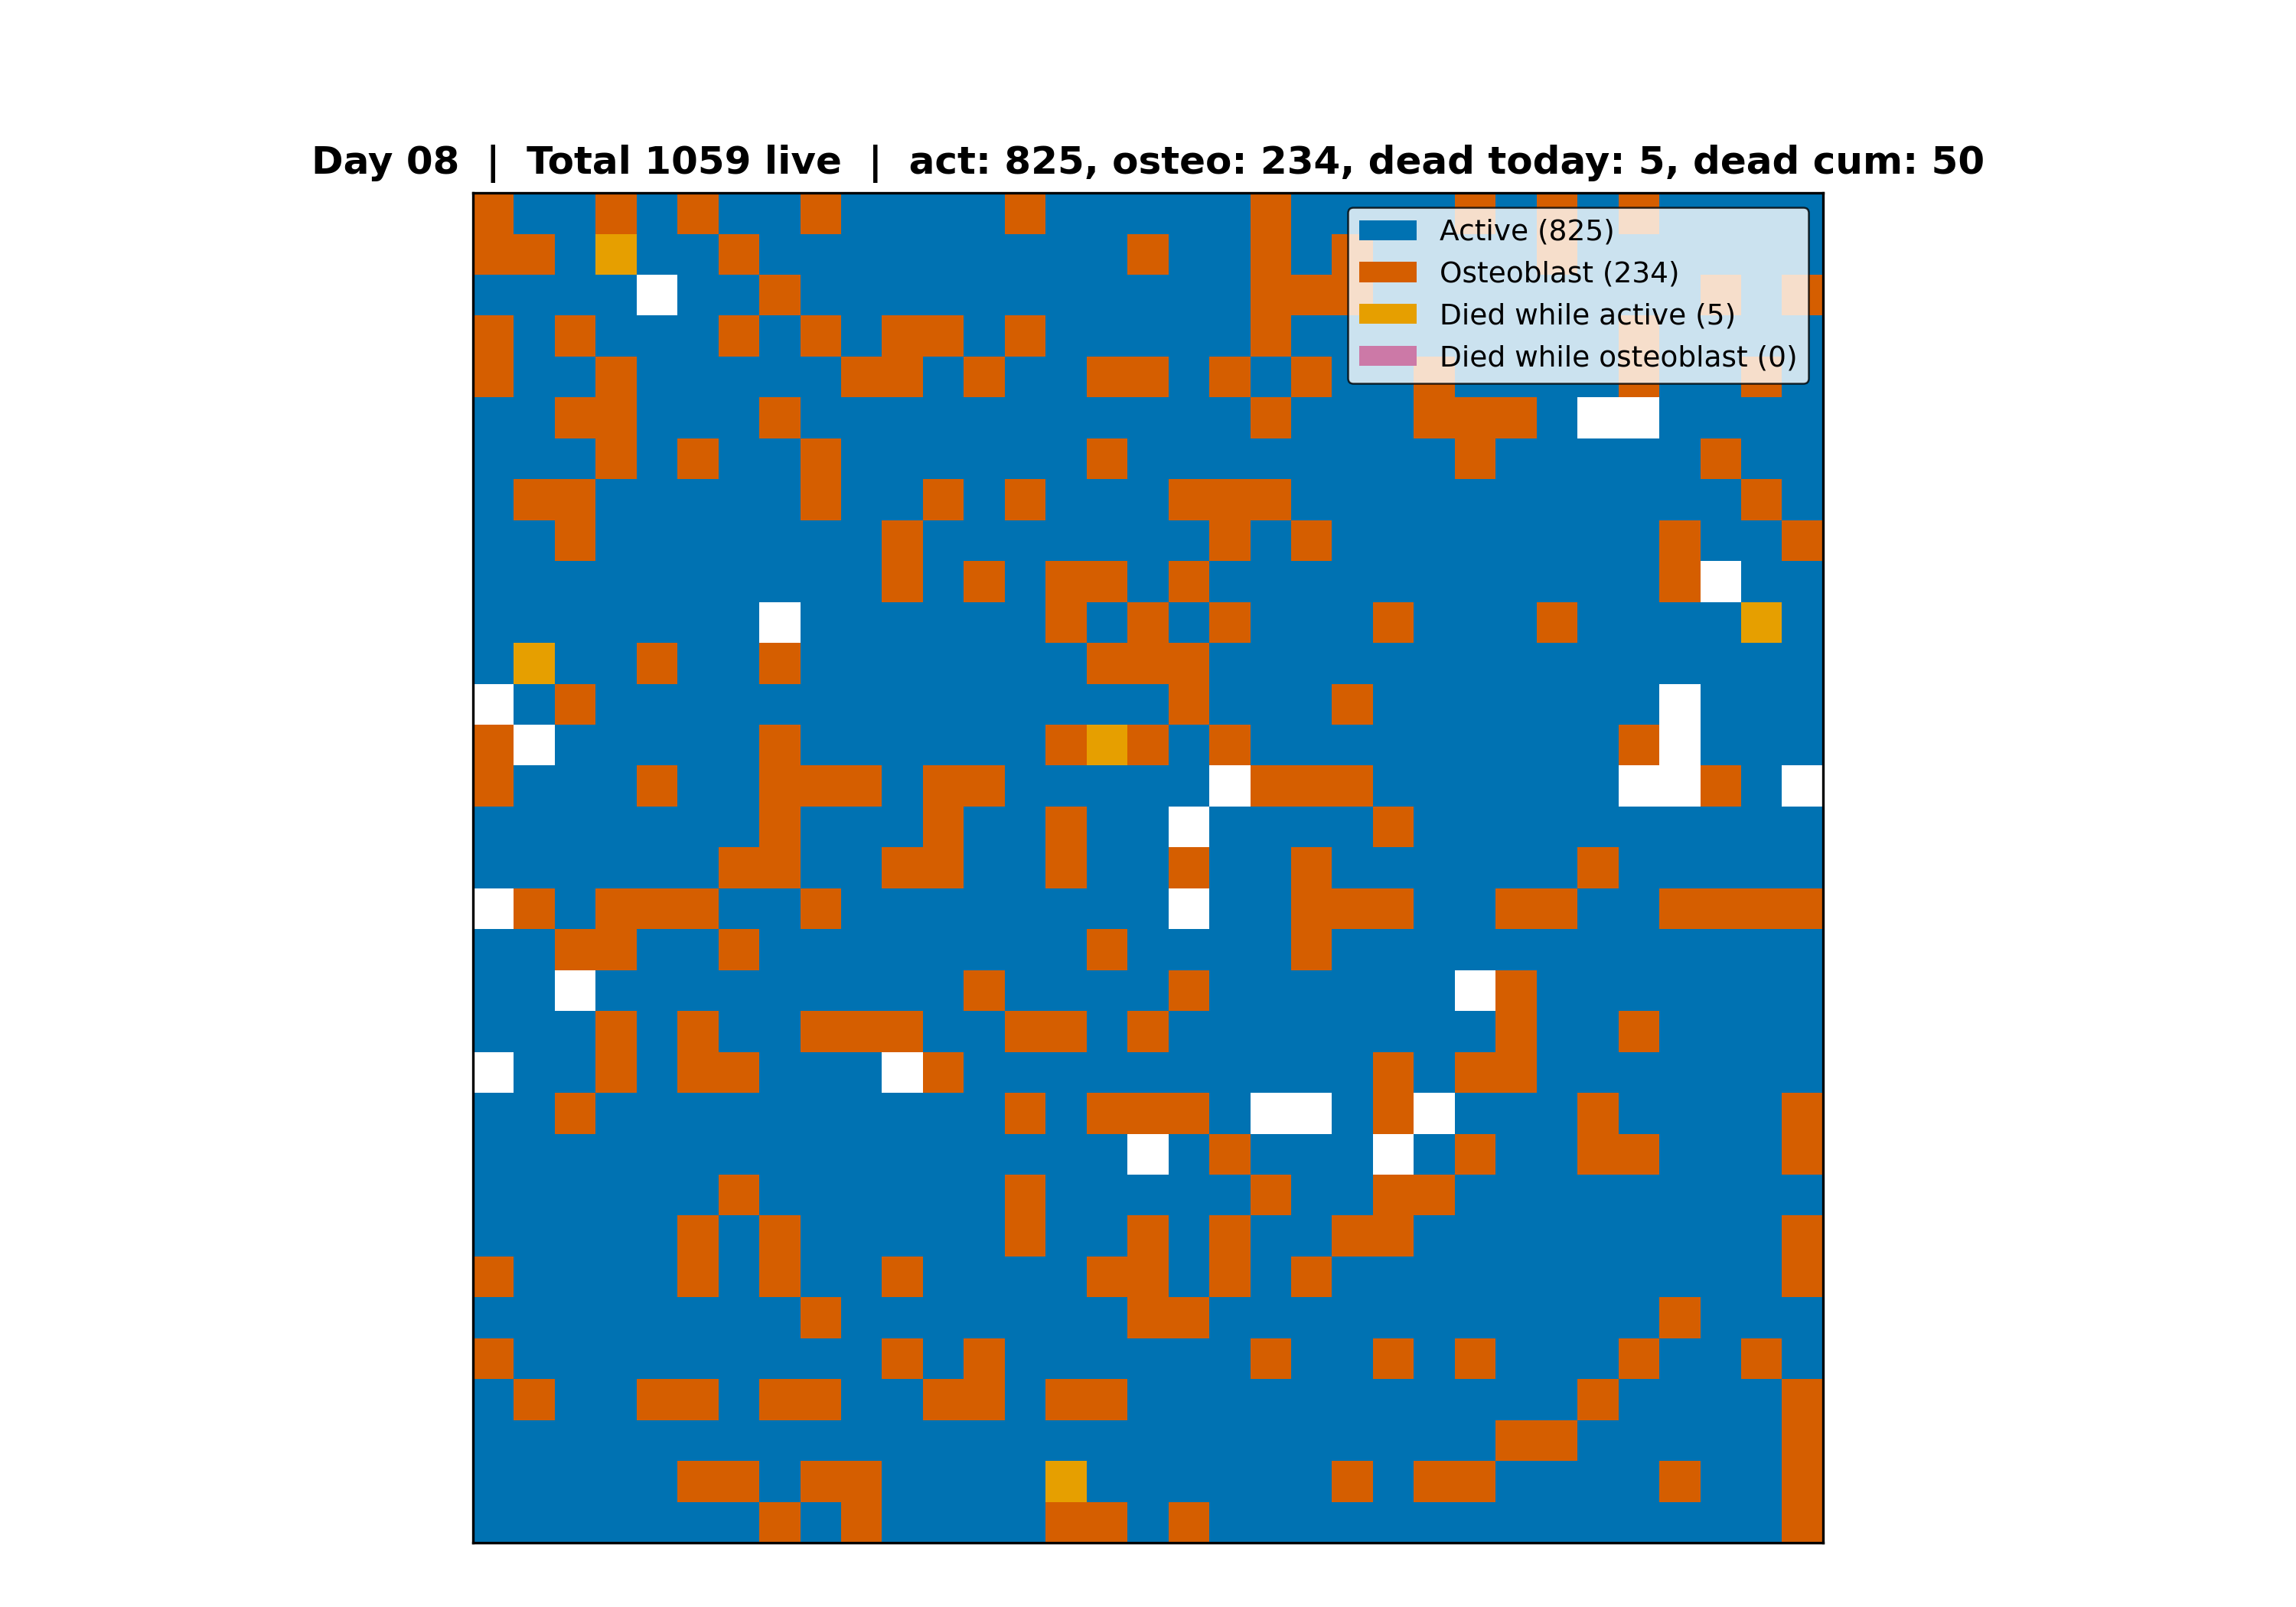 Day 08 | Total 1059 live | act: 825, osteo: 234, dead today: 5, dead cum: 50
Active (825)
Osteoblast (234)
Died while active (5)
Died while osteoblast (0)